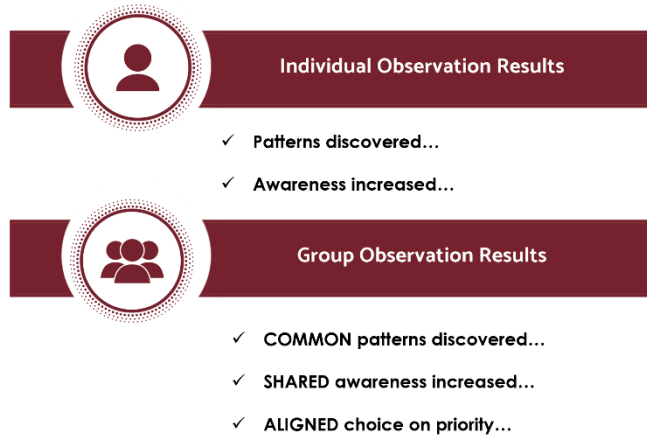 Individual Observation Results
✓ Patterns discovered…
✓ Awareness increased…
Group Observation Results
✓ COMMON patterns discovered…
✓ SHARED awareness increased…
✓ ALIGNED choice on priority…